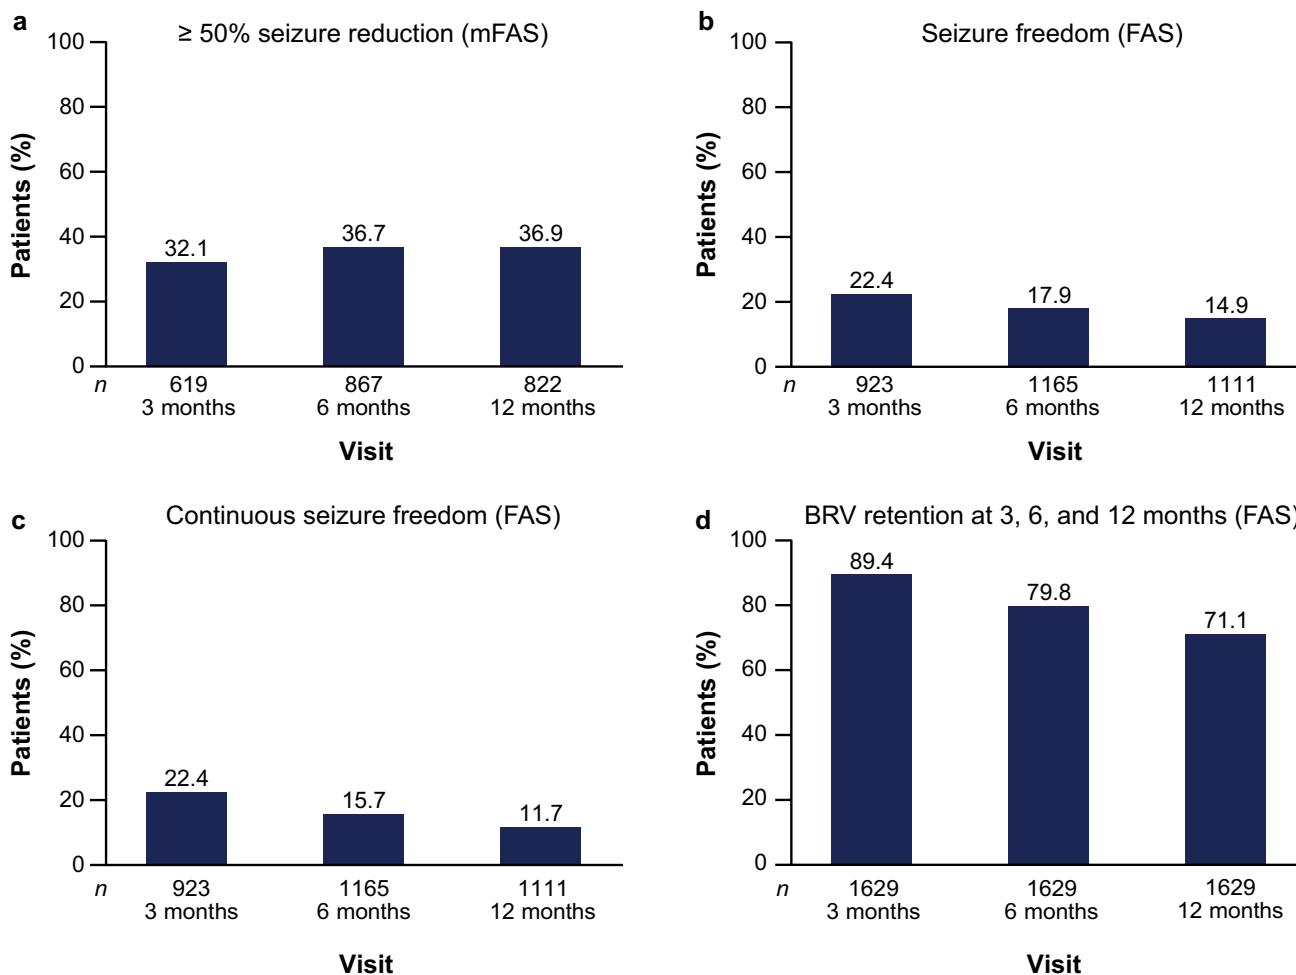 a
≥ 50% seizure reduction (mFAS)
Patients (%)
100
80
60
40
20
0
32.1
36.7
36.9
n 619 867 822
3 months 6 months 12 months
Visit
b
Seizure freedom (FAS)
Patients (%)
100
80
60
40
20
0
22.4
17.9
14.9
n 923 1165 1111
3 months 6 months 12 months
Visit
c
Continuous seizure freedom (FAS)
Patients (%)
100
80
60
40
20
0
22.4
15.7
11.7
n 923 1165 1111
3 months 6 months 12 months
Visit
d
BRV retention at 3, 6, and 12 months (FAS)
Patients (%)
100
80
60
40
20
0
89.4
79.8
71.1
n 1629 1629 1629
3 months 6 months 12 months
Visit